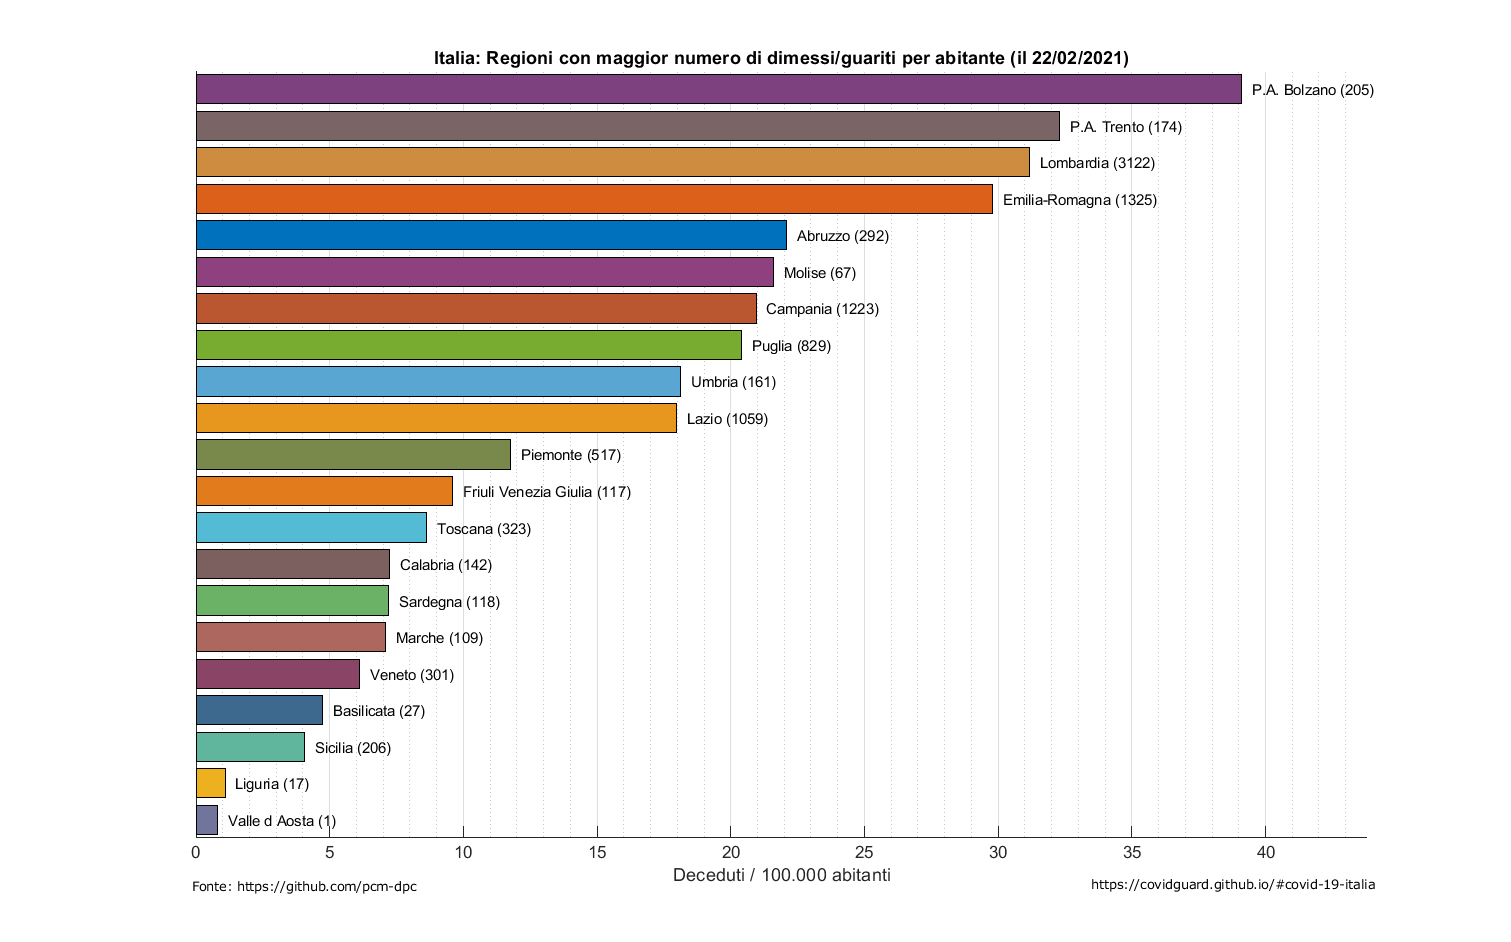 Italia: Regioni con maggior numero di dimessi/guariti per abitante (il 22/02/2021)
P.A. Bolzano (205)
P.A. Trento (174)
Lombardia (3122)
Emilia-Romagna (1325)
Abruzzo (292)
Molise (67)
Campania (1223)
Puglia (829)
Umbria (161)
Lazio (1059)
Piemonte (517)
Friuli Venezia Giulia (117)
Toscana (323)
Calabria (142)
Sardegna (118)
Marche (109)
Veneto (301)
Basilicata (27)
Sicilia (206)
Liguria (17)
Valle d Aosta (1)
0 5 10 15 20 25 30 35 40
Deceduti / 100.000 abitanti
Fonte: https://github.com/pcm-dpc
https://covidguard.github.io/#covid-19-italia